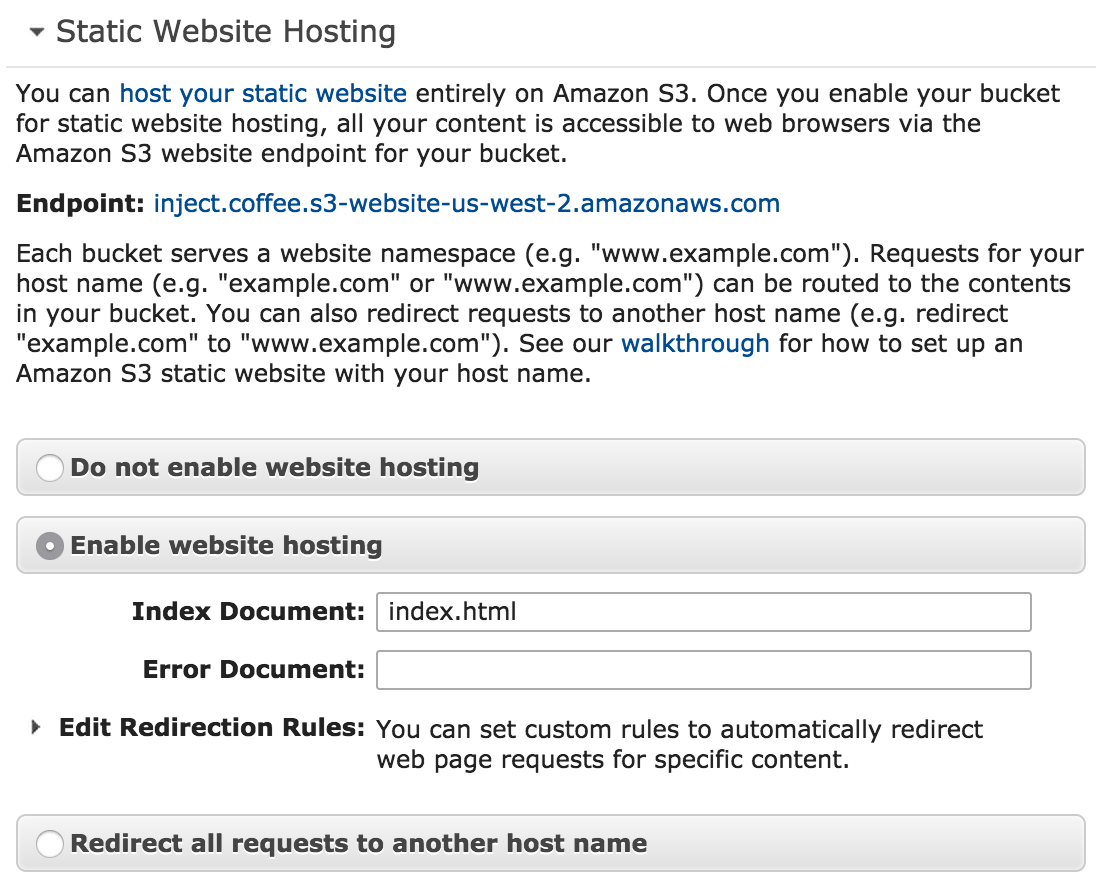 Static Website Hosting
You can host your static website entirely on Amazon S3. Once you enable your bucket
for static website hosting, all your content is accessible to web browsers via the
Amazon S3 website endpoint for your bucket.
Endpoint: inject.coffee.s3-website-us-west-2.amazonaws.com
Each bucket serves a website namespace (e.g. "www.example.com"). Requests for your
host name (e.g. "example.com" or "www.example.com") can be routed to the contents
in your bucket. You can also redirect requests to another host name (e.g. redirect
"example.com" to "www.example.com"). See our walkthrough for how to set up an
Amazon S3 static website with your host name.
Do not enable website hosting
Enable website hosting
Index Document: index.html
Error Document:
Edit Redirection Rules: You can set custom rules to automatically redirect
web page requests for specific content.
Redirect all requests to another host name